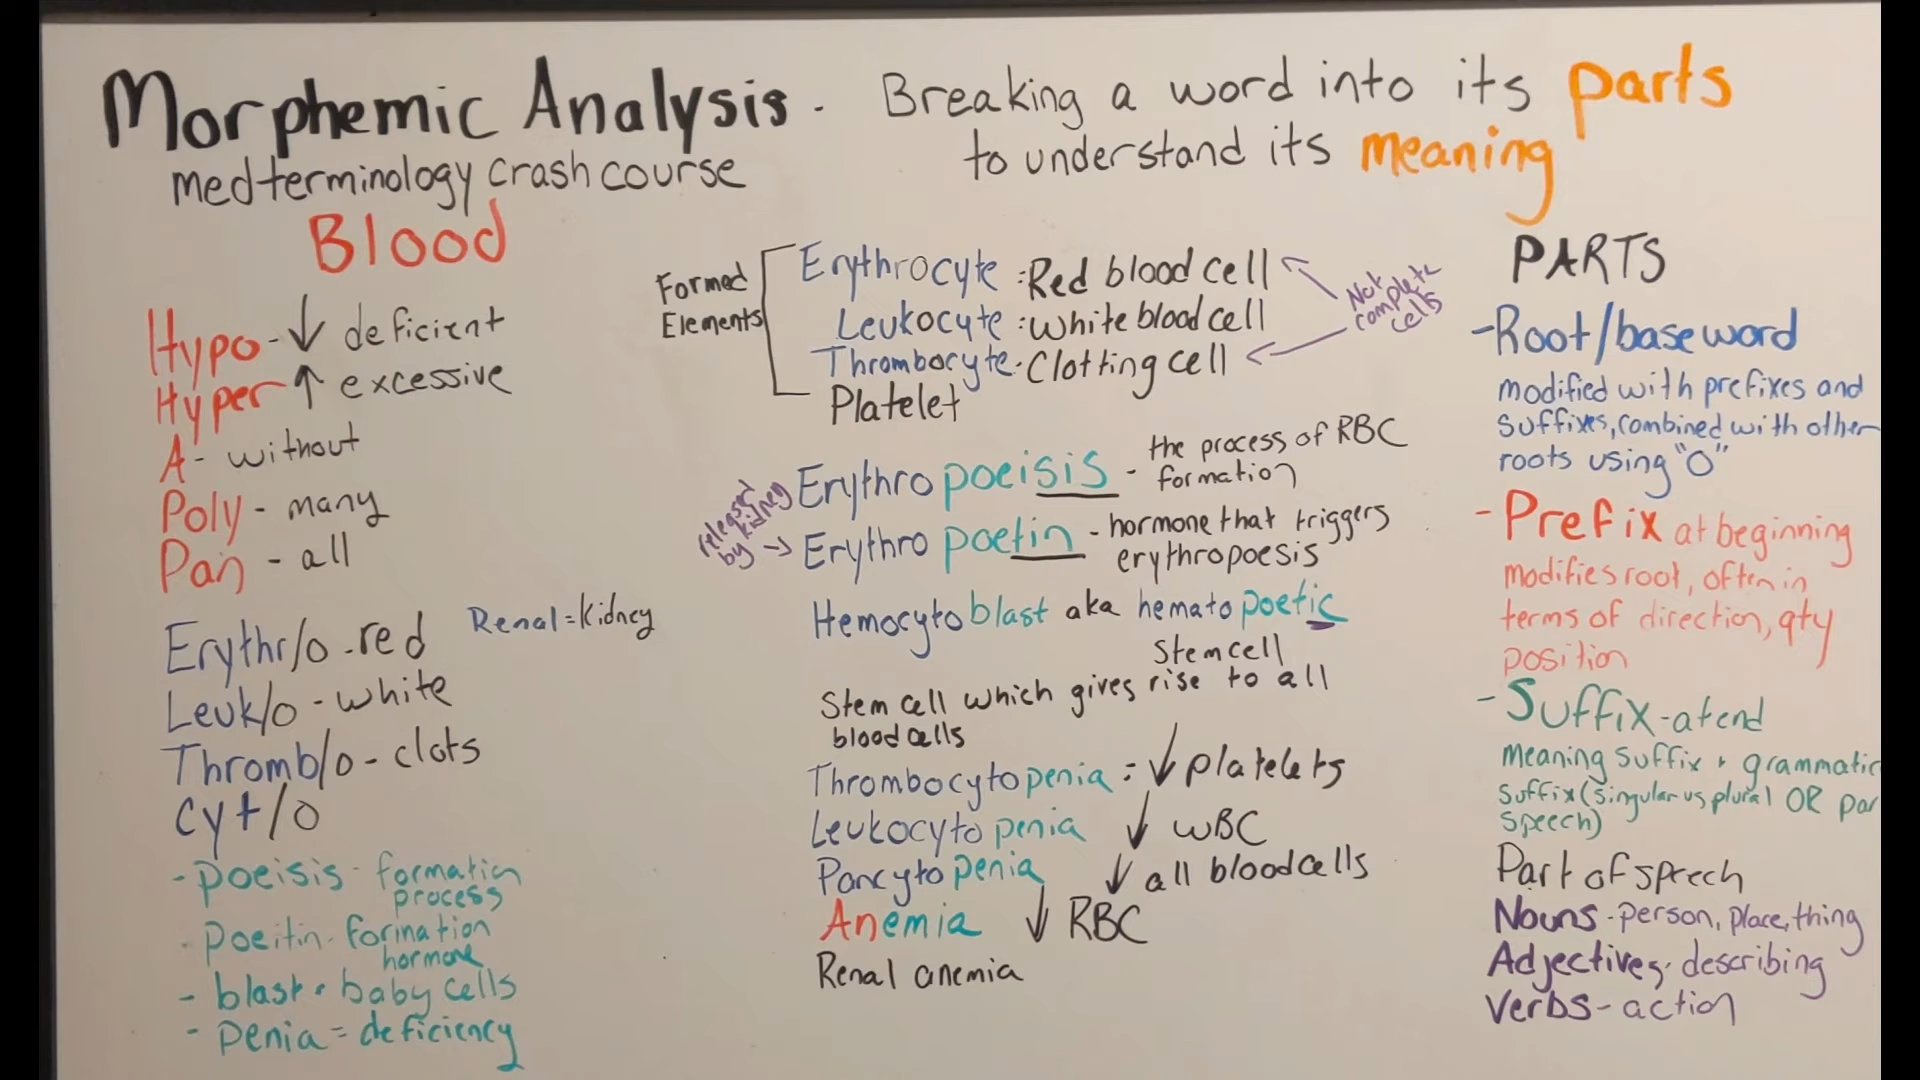 Morphemic Analysis - Breaking a word into its parts
to understand its meaning
medterminology crash course
Blood
Hypo - ↓ deficient
Hyper ↑ excessive
A - without
Poly - many
Pan - all
Erythr/o - red
Renal = kidney
Leuk/o - white
Thromb/o - clots
Cyt/o
- poeisis - formation
process
- poeitin - formation
hormone
- blast - baby cells
- penia = deficiency
Formed
Elements
Erythrocyte : Red blood cell
Leukocyte : White blood cell
Thrombocyte : Clotting cell
Platelet
Not
complete
cells
Erythropoeisis - the process of RBC
formation
released
by kidney →
Erythropoetin - hormone that triggers
erythropoesis
Hemocytoblast aka hematopoetic
Stem cell
Stem cell which gives rise to all
blood cells
Thrombocytopenia : ↓ platelets
Leukocytopenia ↓ WBC
Pancytopenia ↓ all blood cells
Anemia ↓ RBC
Renal anemia
PARTS
- Root/base word
modified with prefixes and
suffixes, combined with other
roots using "O"
- Prefix at beginning
modifies root, often in
terms of direction, qty
position
- Suffix - at end
Meaning suffix + grammatic
suffix (singular vs plural OR par
speech)
Part of speech
Nouns - person, place, thing
Adjectives - describing
Verbs - action